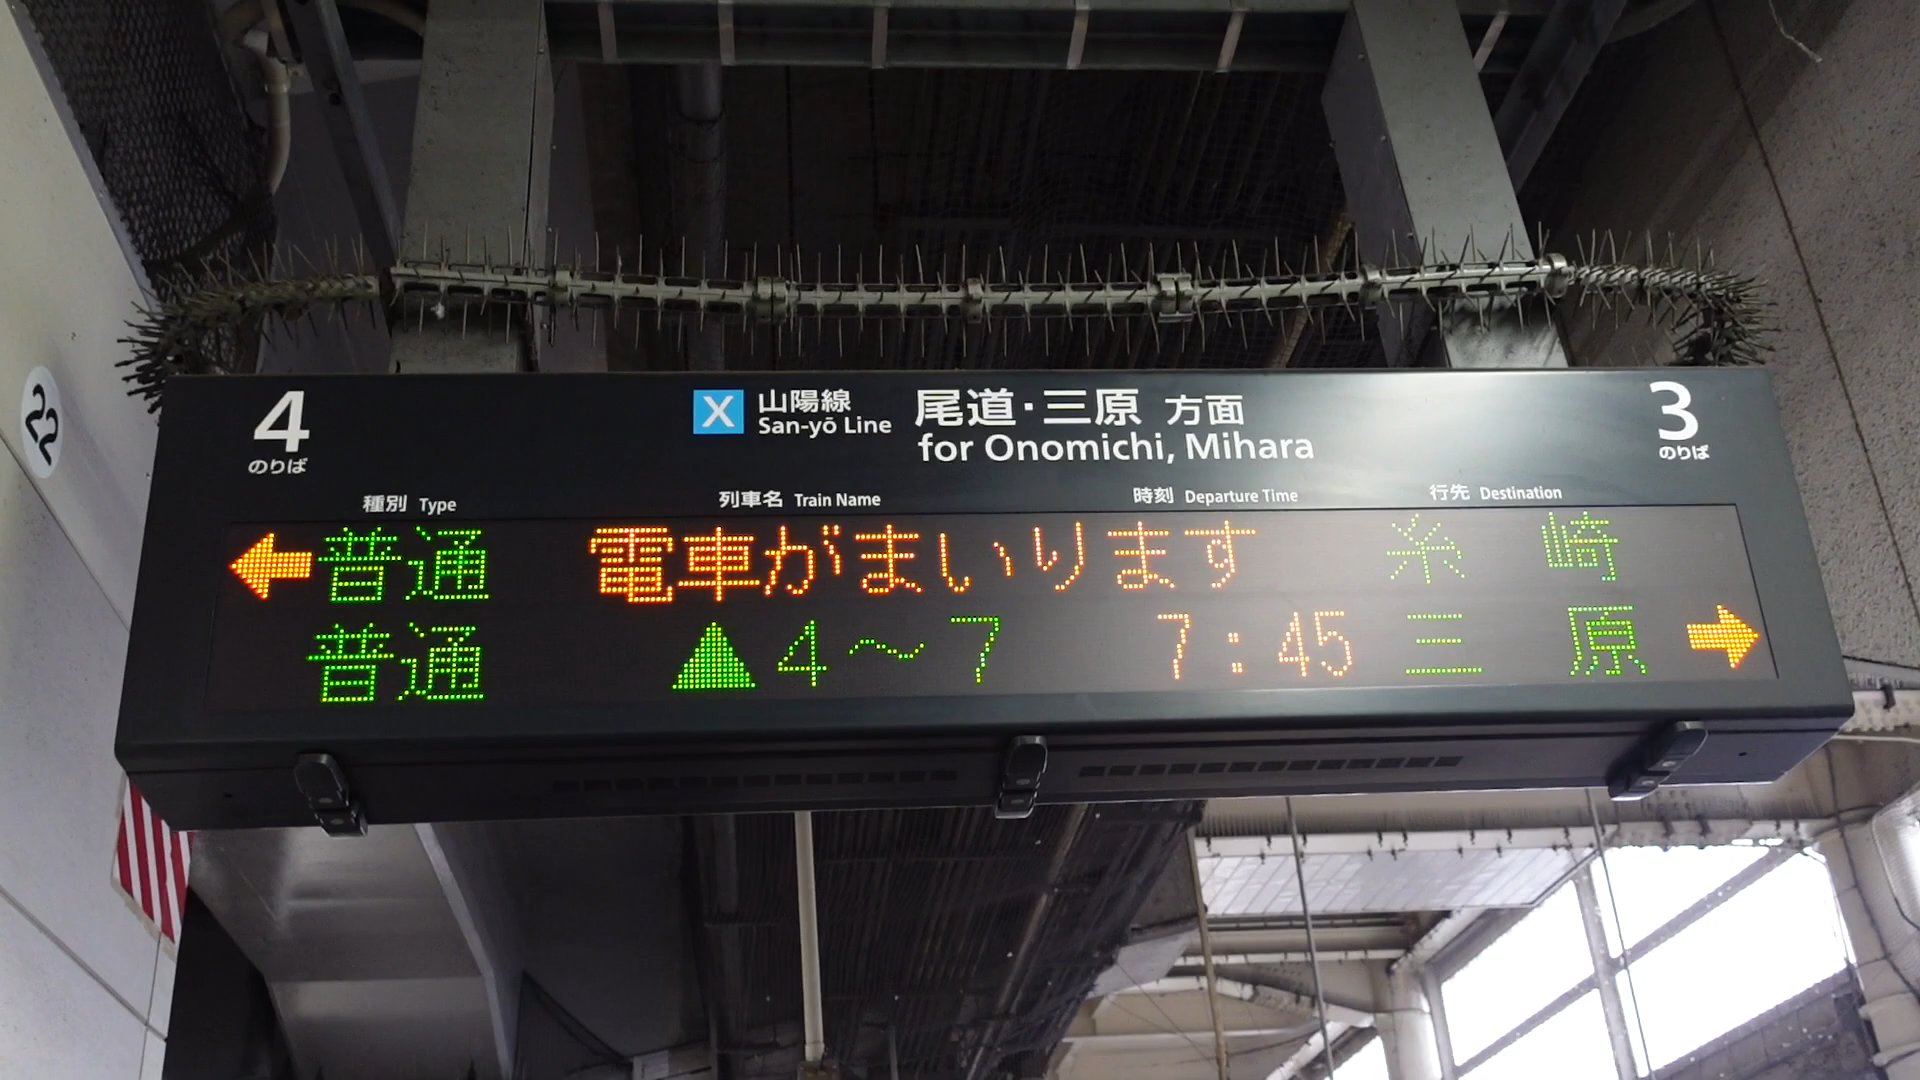 22
4
のりば
X 山陽線
San-yō Line
尾道・三原 方面
for Onomichi, Mihara
3
のりば
種別 Type 列車名 Train Name 時刻 Departure Time 行先 Destination
←普通 電車がまいります 糸崎
普通 ▲4～7 7:45 三原 →